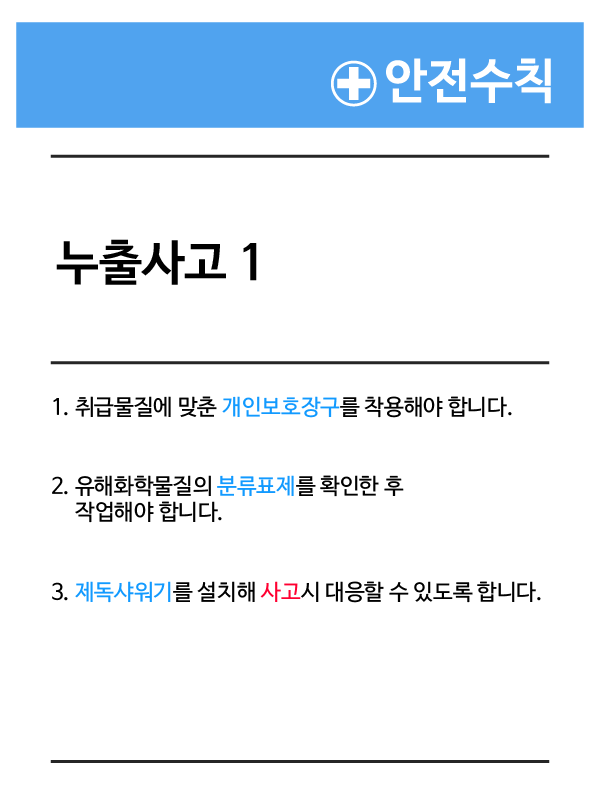 안전수칙
누출사고 1
1. 취급물질에 맞춘 개인보호장구를 착용해야 합니다.
2. 유해화학물질의 분류표제를 확인한 후
작업해야 합니다.
3. 제독샤워기를 설치해 사고시 대응할 수 있도록 합니다.